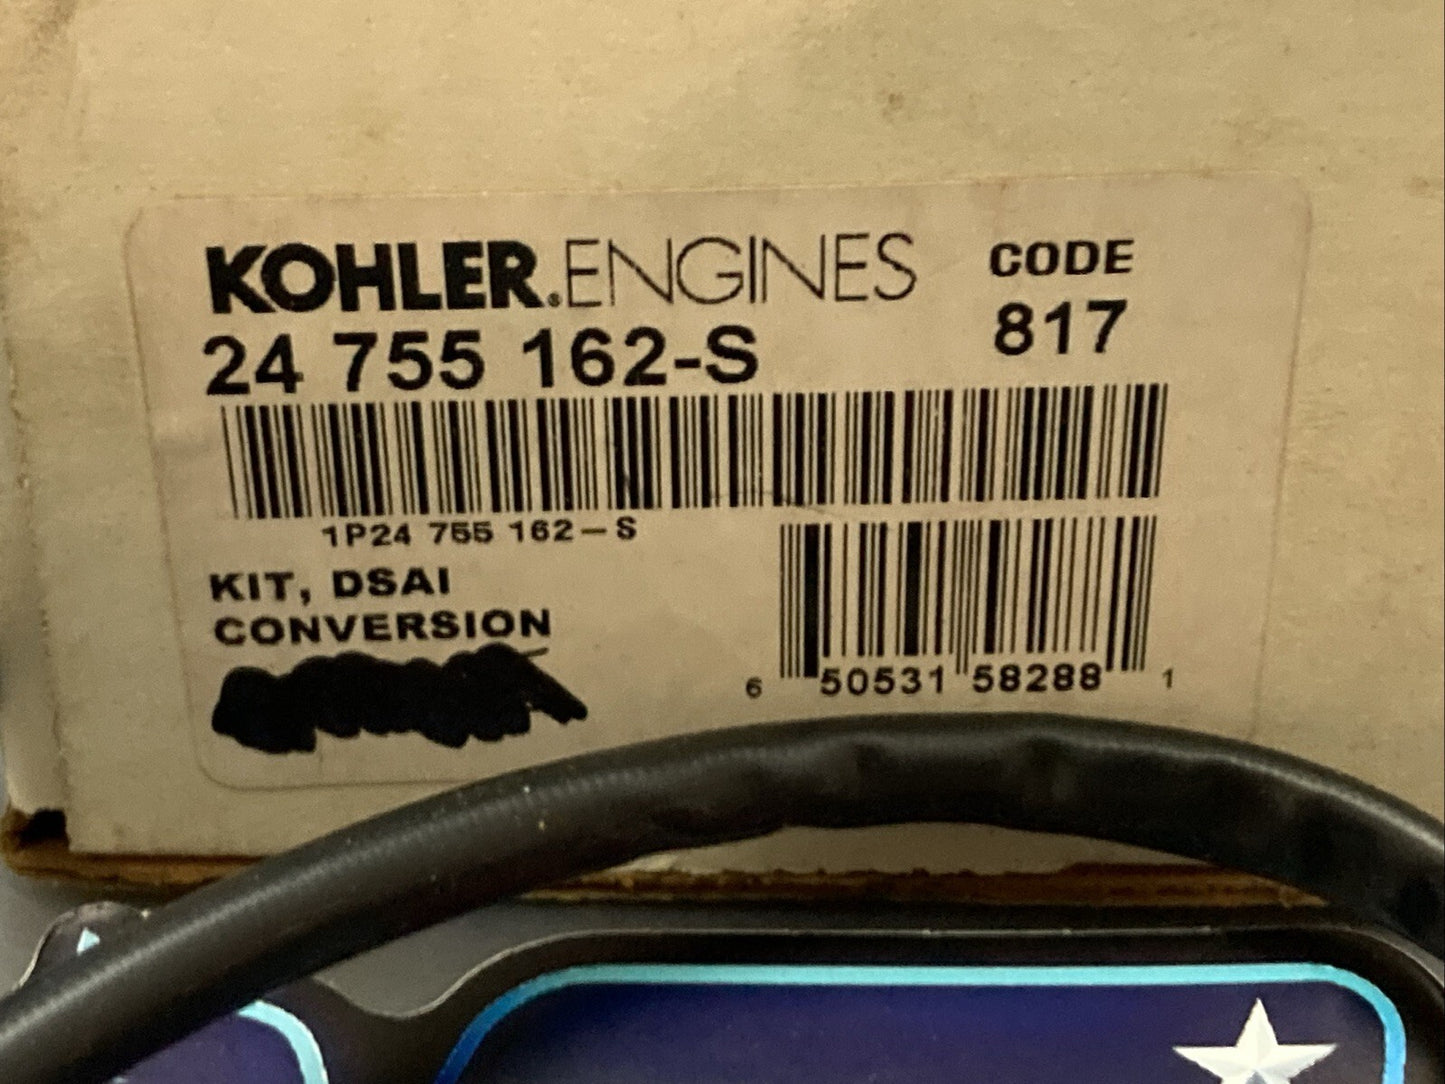 KOHLER.ENGINES
CODE
24 755 162-S
817
1P24 755 162-S
KIT, DSAI
CONVERSION
6 50531 58288 1